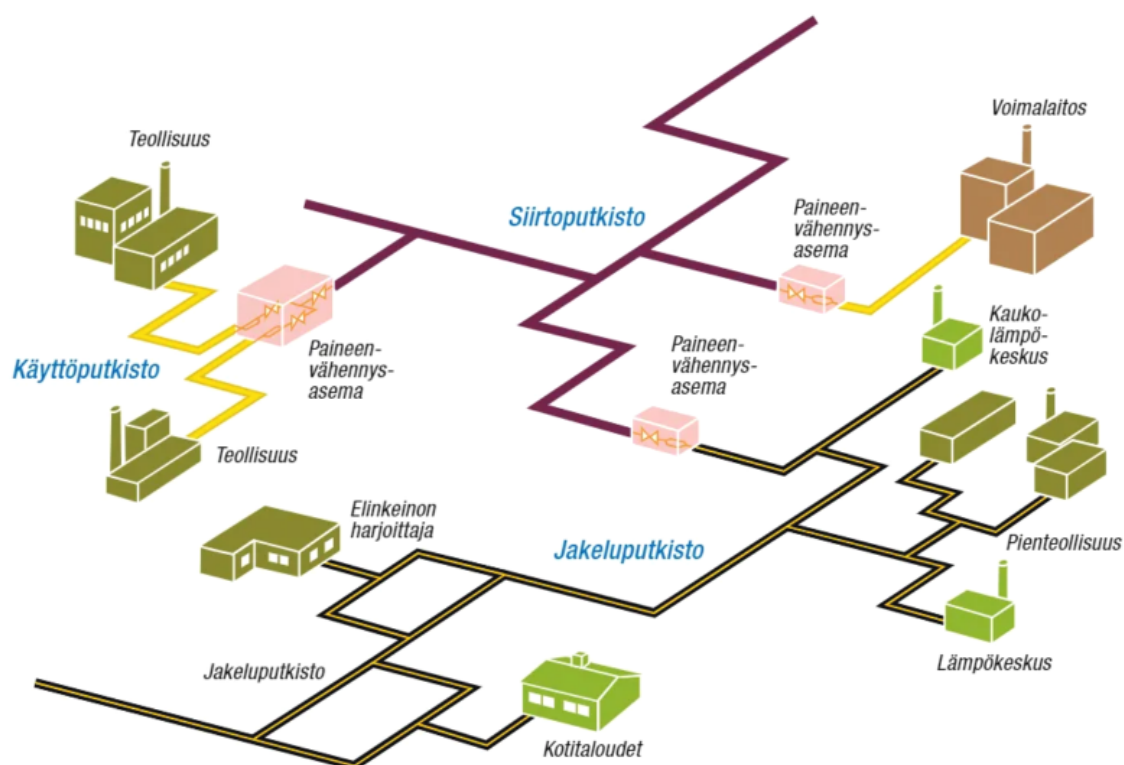 Voimalaitos
Teollisuus
Siirtoputkisto
Paineen-
vähennys-
asema
Kauko-
lämpö-
keskus
Paineen-
vähennys-
asema
Paineen-
vähennys-
asema
Käyttöputkisto
Teollisuus
Elinkeinon
harjoittaja
Jakeluputkisto
Pienteollisuus
Jakeluputkisto
Lämpökeskus
Kotitaloudet